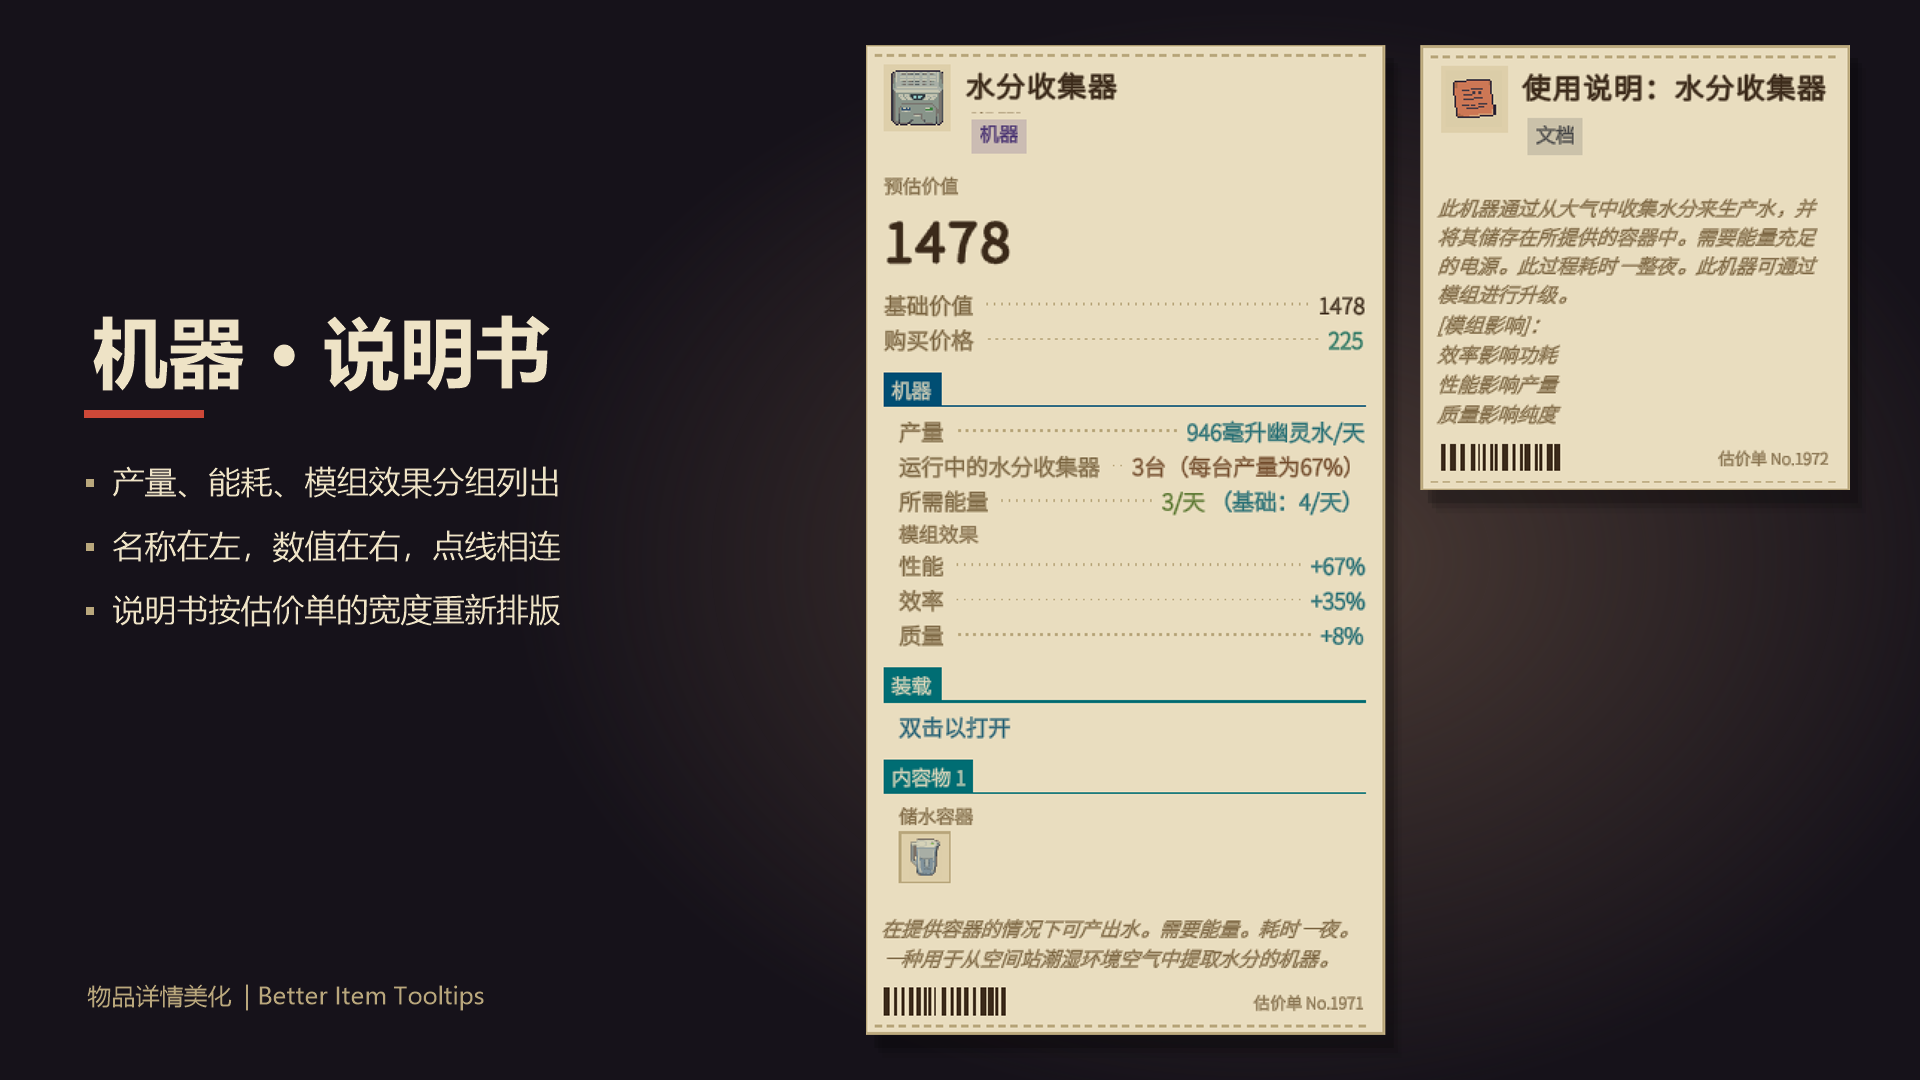 机器·说明书
产量、能耗、模组效果分组列出
名称在左，数值在右，点线相连
说明书按估价单的宽度重新排版
物品详情美化 | Better Item Tooltips
水分收集器
机器
预估价值
1478
基础价值 1478
购买价格 225
机器
产量 946毫升幽灵水/天
运行中的水分收集器 3台（每台产量为67%）
所需能量 3/天 （基础：4/天）
模组效果
性能 +67%
效率 +35%
质量 +8%
装载
双击以打开
内容物 1
储水容器
在提供容器的情况下可产出水。需要能量。耗时一夜。
一种用于从空间站潮湿环境空气中提取水分的机器。
估价单 No.1971
使用说明：水分收集器
文档
此机器通过从大气中收集水分来生产水，并
将其储存在所提供的容器中。需要能量充足
的电源。此过程耗时一整夜。此机器可通过
模组进行升级。
[模组影响]：
效率影响功耗
性能影响产量
质量影响纯度
估价单 No.1972